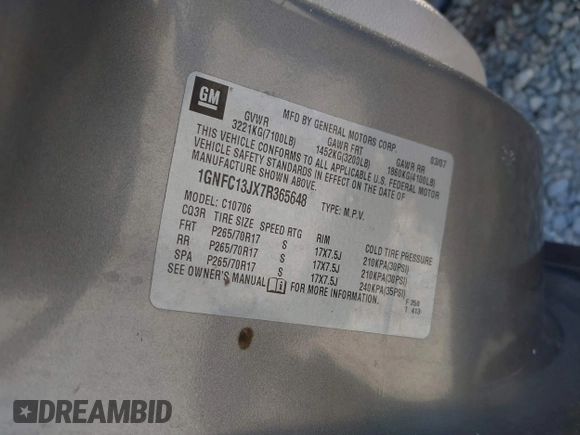 GM
MFD BY GENERAL MOTORS CORP 03/07
GVWR GAWR FRT GAWR RR
3221KG(7100LB) 1452KG(3200LB) 1860KG(4100LB)
THIS VEHICLE CONFORMS TO ALL APPLICABLE U.S. FEDERAL MOTOR
VEHICLE SAFETY STANDARDS IN EFFECT ON THE DATE OF
MANUFACTURE SHOWN ABOVE.
1GNFC13JX7R365648 TYPE: M.P.V.
MODEL: C10706
CQ3R TIRE SIZE SPEED RTG RIM COLD TIRE PRESSURE
FRT P265/70R17 S 17X7.5J 210KPA(30PSI)
RR P265/70R17 S 17X7.5J 210KPA(30PSI)
SPA P265/70R17 S 17X7.5J 240KPA(35PSI)
SEE OWNER'S MANUAL FOR MORE INFORMATION.
DREAMBID